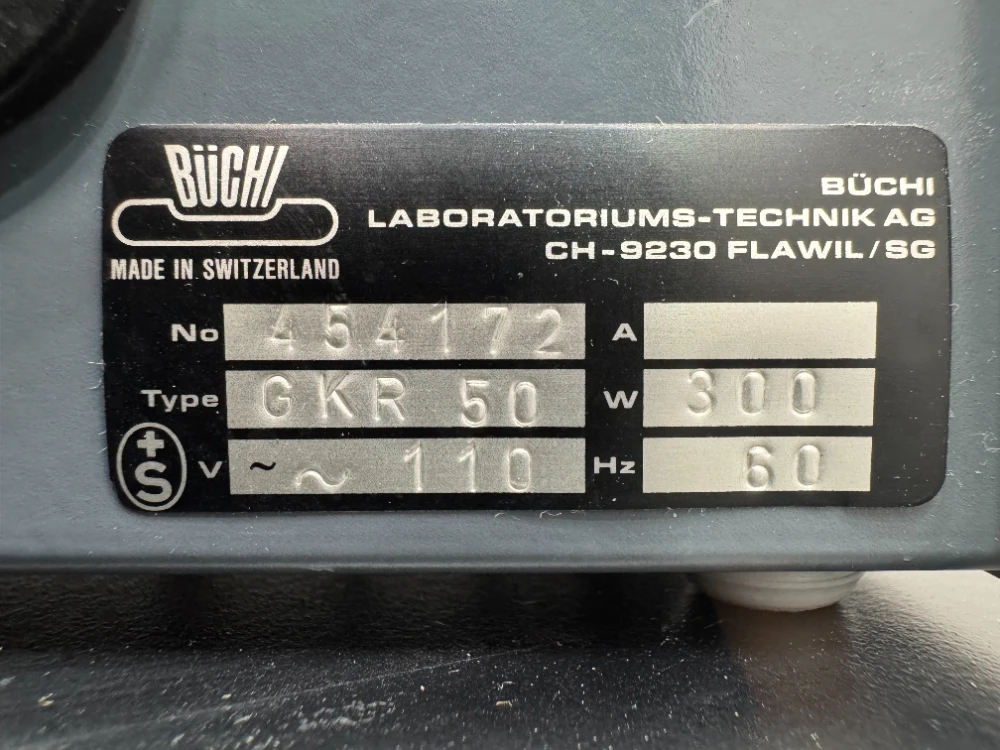 BÜCHI
MADE IN SWITZERLAND
BÜCHI
LABORATORIUMS-TECHNIK AG
CH-9230 FLAWIL/SG
No 454172 A
Type GKR 50 W 300
+S V ~ ~ 110 Hz 60